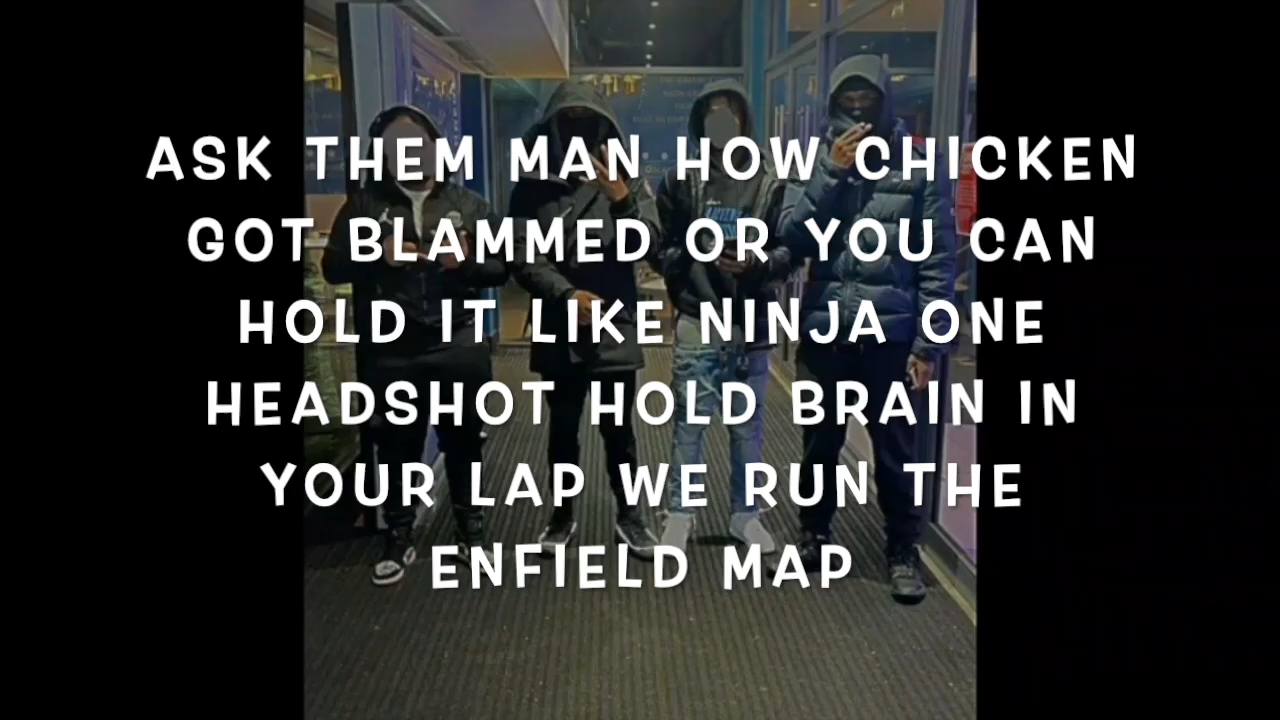 ASK THEM MAN HOW CHICKEN
GOT BLAMMED OR YOU CAN
HOLD IT LIKE NINJA ONE
HEADSHOT HOLD BRAIN IN
YOUR LAP WE RUN THE
ENFIELD MAP